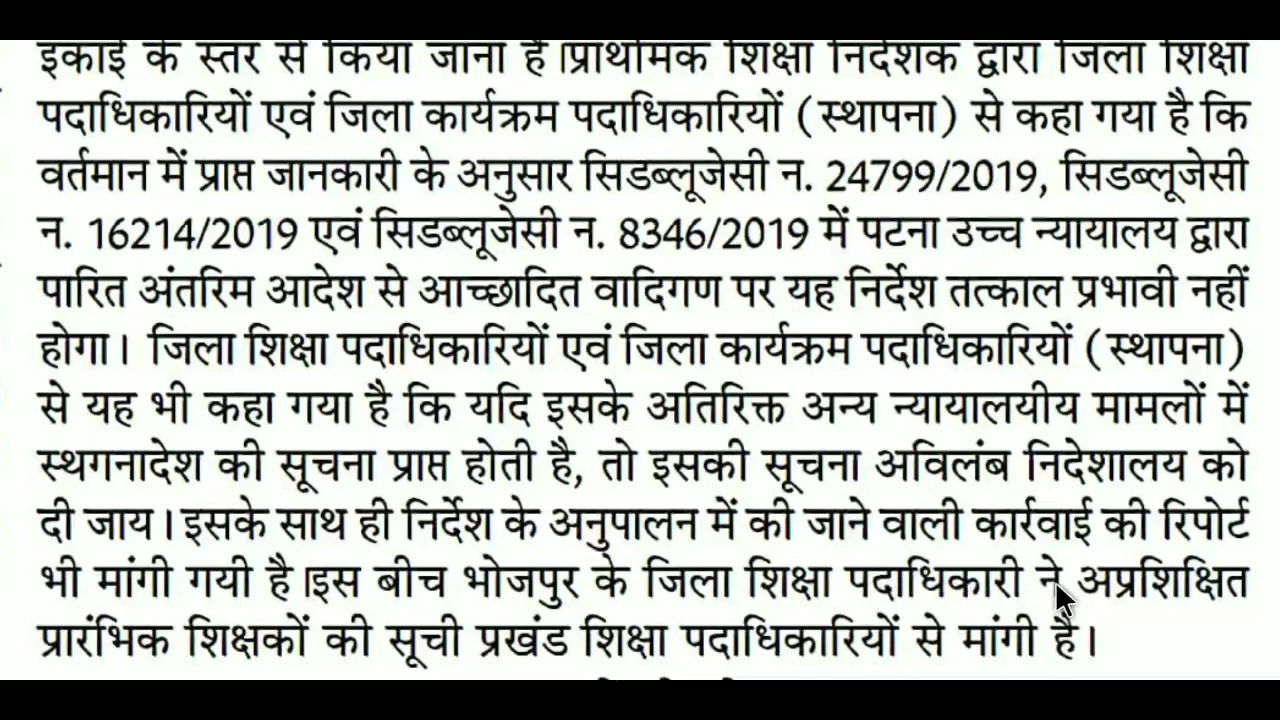 इकाई के स्तर से किया जाना है।प्राथमिक शिक्षा निदेशक द्वारा जिला शिक्षा
पदाधिकारियों एवं जिला कार्यक्रम पदाधिकारियों (स्थापना) से कहा गया है कि
वर्तमान में प्राप्त जानकारी के अनुसार सिडब्लूजेसी न. 24799/2019, सिडब्लूजेसी
न. 16214/2019 एवं सिडब्लूजेसी न. 8346/2019 में पटना उच्च न्यायालय द्वारा
पारित अंतरिम आदेश से आच्छादित वादिगण पर यह निर्देश तत्काल प्रभावी नहीं
होगा। जिला शिक्षा पदाधिकारियों एवं जिला कार्यक्रम पदाधिकारियों (स्थापना)
से यह भी कहा गया है कि यदि इसके अतिरिक्त अन्य न्यायालयीय मामलों में
स्थगनादेश की सूचना प्राप्त होती है, तो इसकी सूचना अविलंब निदेशालय को
दी जाय। इसके साथ ही निर्देश के अनुपालन में की जाने वाली कार्रवाई की रिपोर्ट
भी मांगी गयी है।इस बीच भोजपुर के जिला शिक्षा पदाधिकारी ने अप्रशिक्षित
प्रारंभिक शिक्षकों की सूची प्रखंड शिक्षा पदाधिकारियों से मांगी है।